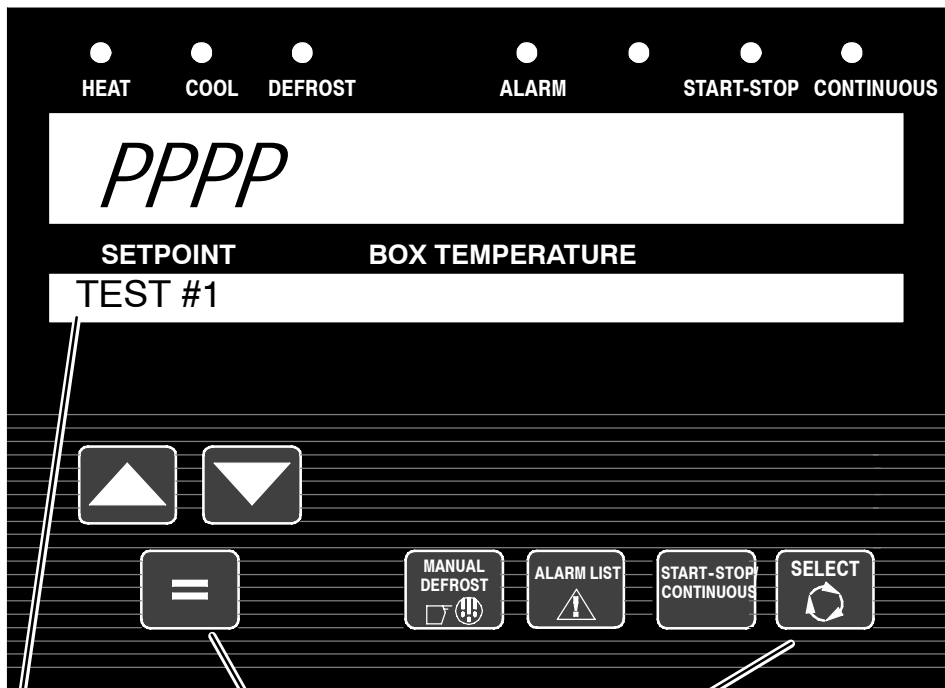 HEAT COOL DEFROST ALARM START-STOP CONTINUOUS
PPPP
SETPOINT BOX TEMPERATURE
TEST #1
=
MANUAL
DEFROST
ALARM LIST
START-STOP/
CONTINUOUS
SELECT